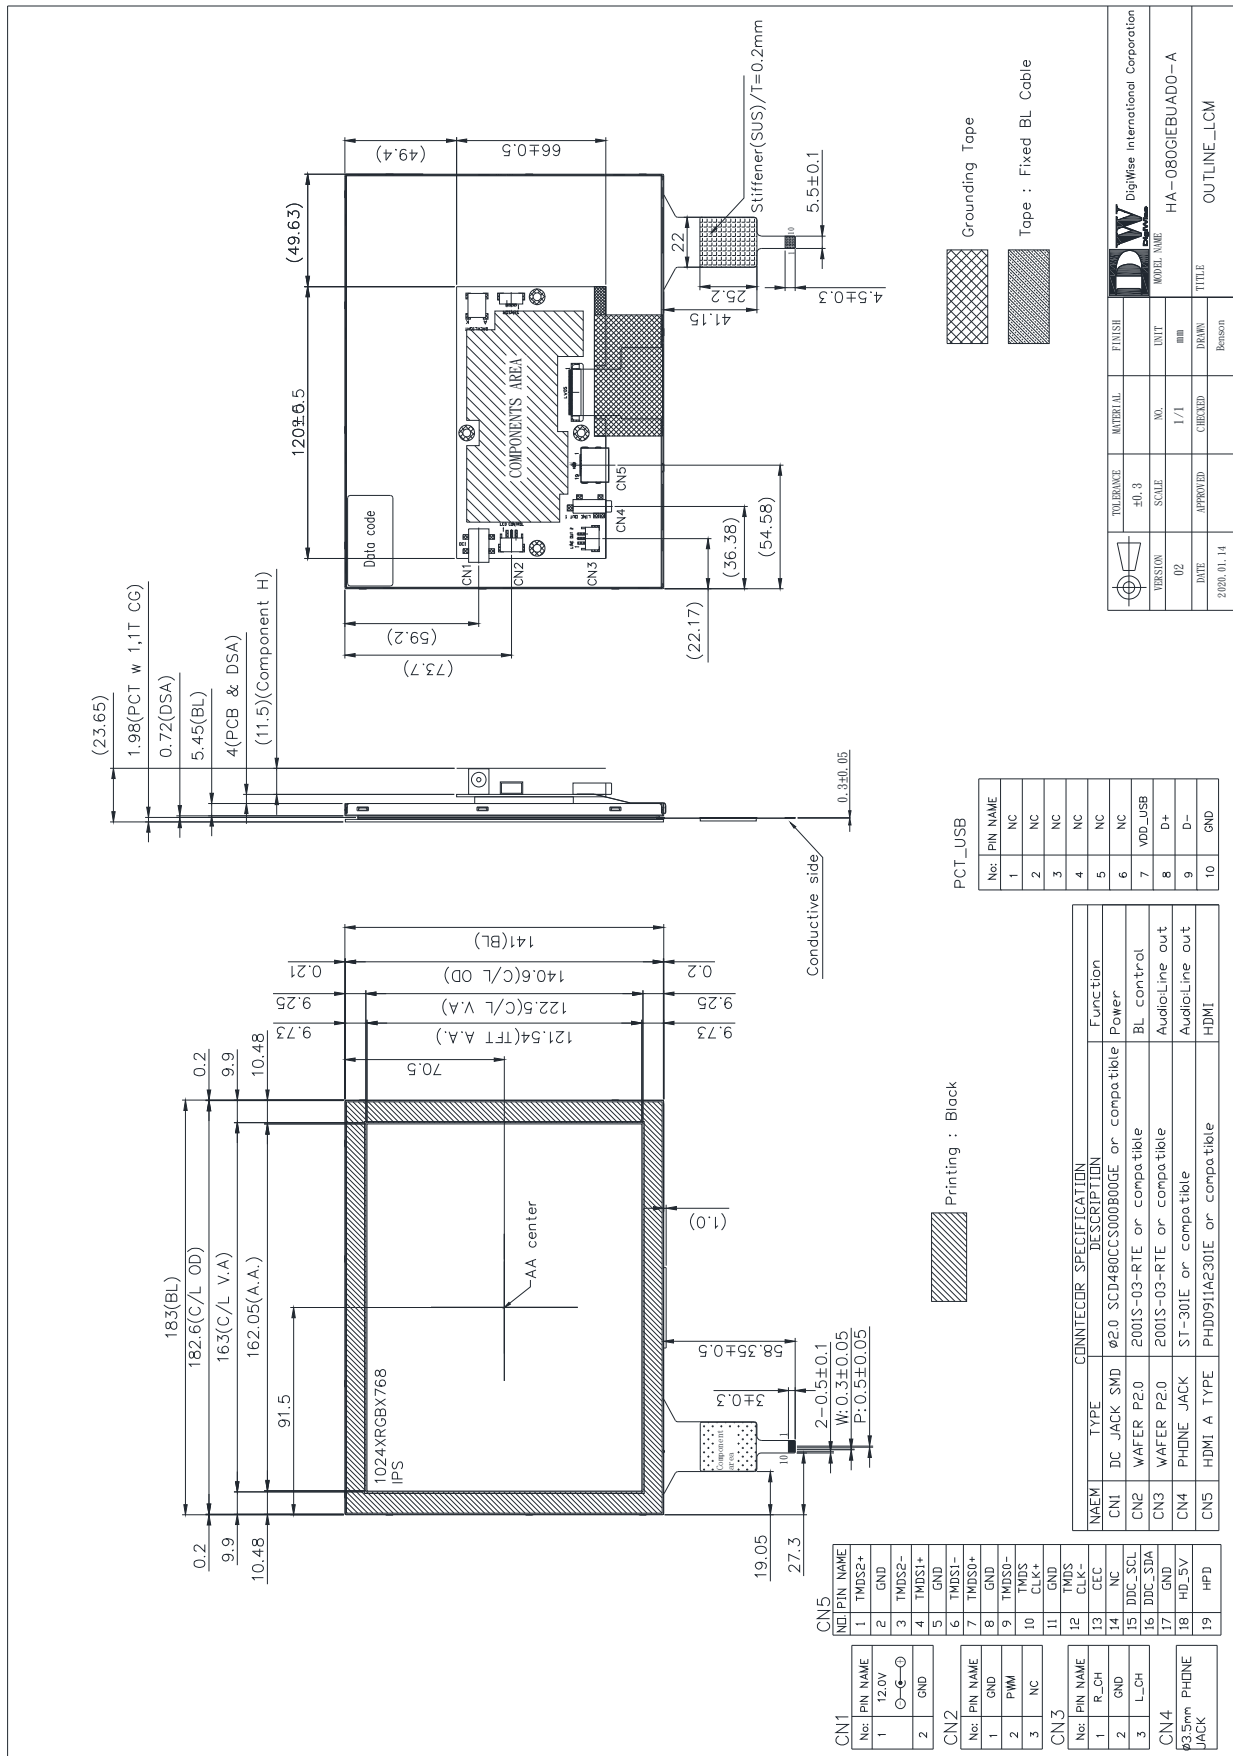 183(BL)
182.6(C/L OD)
163(C/L V.A)
162.05(A.A.)
91.5
0.2
9.9
10.48
0.2
9.9
10.48
1024XRGBX768
IPS
AA center
70.5
9.73
121.54(TFT A.A.)
9.73
9.25
122.5(C/L V.A)
9.25
0.21
140.6(C/L OD)
0.2
141(BL)
(1.0)
58.35±0.5
3±0.3
2-0.5±0.1
W: 0.3±0.05
P: 0.5±0.05
Component
area
10
1
19.05
27.3
Printing : Black
(23.65)
1.98(PCT w 1,1T CG)
0.72(DSA)
5.45(BL)
4(PCB & DSA)
(11.5)(Component H)
0.3±0.05
Conductive side
(49.63)
(49.4)
66±0.5
Data code
COMPONENTS AREA
LVDS
CN1
CN2
CN3
CN4
CN5
(59.2)
(73.7)
(22.17)
(36.38)
(54.58)
22
25.2
41.15
4.5±0.3
5.5±0.1
1
10
Stiffener(SUS)/T=0.2mm
Grounding Tape
Tape : Fixed BL Cable
CN1
No: PIN NAME
1 12.0V
2 GND
CN2
No: PIN NAME
1 GND
2 PWM
3 NC
CN3
No: PIN NAME
1 R_CH
2 GND
3 L_CH
CN4
Ø3.5mm PHONE
JACK
CN5
NO. PIN NAME
1 TMDS2+
2 GND
3 TMDS2-
4 TMDS1+
5 GND
6 TMDS1-
7 TMDS0+
8 GND
9 TMDS0-
10 TMDS CLK+
11 GND
12 TMDS CLK-
13 CEC
14 NC
15 DDC_SCL
16 DDC_SDA
17 GND
18 HD_5V
19 HPD
CONNTECOR SPECIFICATION
NAEM TYPE DESCRIPTION Function
CN1 DC JACK SMD Ø2.0 SCD480CCS000B00GE or compatible Power
CN2 WAFER P2.0 2001S-03-RTE or compatible BL control
CN3 WAFER P2.0 2001S-03-RTE or compatible Audio:Line out
CN4 PHONE JACK ST-301E or compatible Audio:Line out
CN5 HDMI A TYPE PHD0911A2301E or compatible HDMI
PCT_USB
No: PIN NAME
1 NC
2 NC
3 NC
4 NC
5 NC
6 NC
7 VDD_USB
8 D+
9 D-
10 GND
TOLERANCE MATERIAL FINISH
±0.3
DW DigiWise DigiWise International Corporation
VERSION SCALE NO. UNIT MODEL NAME
02 1/1 mm HA-080GIEBUAD0-A
DATE APPROVED CHECKED DRAWN TITLE
2020.01.14 Benson OUTLINE_LCM